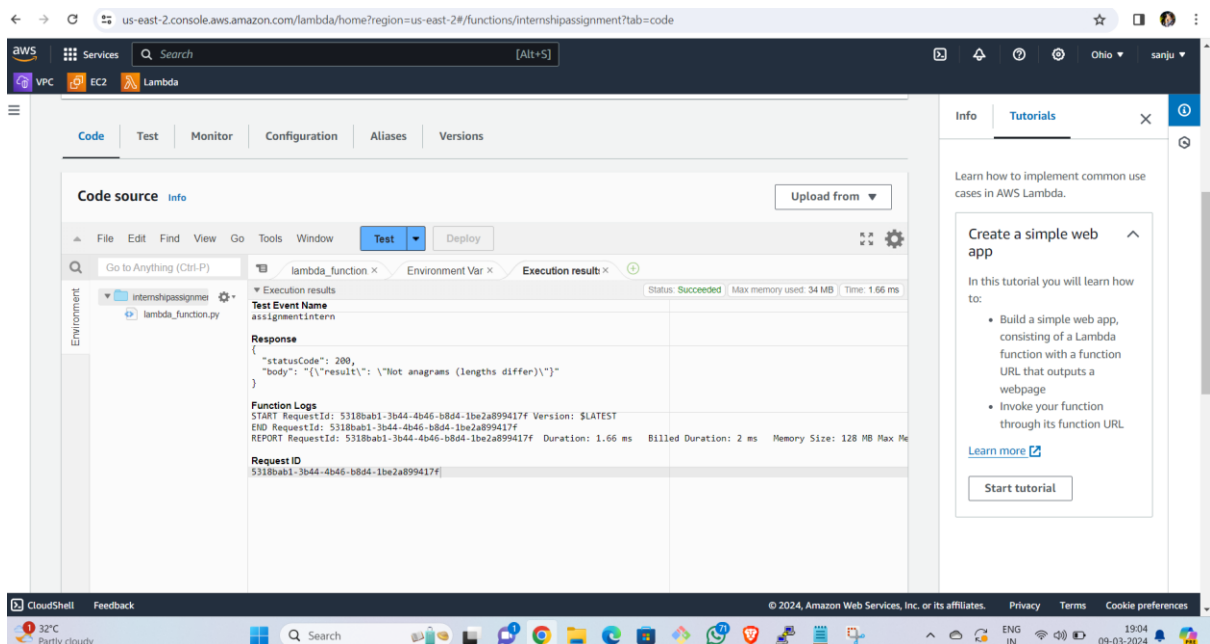 us-east-2.console.aws.amazon.com/lambda/home?region=us-east-2#/functions/internshipassignment?tab=code
aws Services Search [Alt+S] Ohio ▼ sanju ▼
VPC EC2 Lambda
Code Test Monitor Configuration Aliases Versions
Code source Info
Upload from ▼
File Edit Find View Go Tools Window Test Deploy
Go to Anything (Ctrl-P)
lambda_function × Environment Var × Execution results ×
Environment
internshipassignmen
lambda_function.py
▼ Execution results Status: Succeeded Max memory used: 34 MB Time: 1.66 ms
Test Event Name
assignmentintern
Response
{
"statusCode": 200,
"body": "{\"result\": \"Not anagrams (lengths differ)\"}"
}
Function Logs
START RequestId: 5318bab1-3b44-4b46-b8d4-1be2a899417f Version: $LATEST
END RequestId: 5318bab1-3b44-4b46-b8d4-1be2a899417f
REPORT RequestId: 5318bab1-3b44-4b46-b8d4-1be2a899417f Duration: 1.66 ms Billed Duration: 2 ms Memory Size: 128 MB Max Me
Request ID
5318bab1-3b44-4b46-b8d4-1be2a899417f
Info Tutorials
Learn how to implement common use
cases in AWS Lambda.
Create a simple web
app
In this tutorial you will learn how
to:
• Build a simple web app,
consisting of a Lambda
function with a function
URL that outputs a
webpage
• Invoke your function
through its function URL
Learn more
Start tutorial
CloudShell Feedback © 2024, Amazon Web Services, Inc. or its affiliates. Privacy Terms Cookie preferences
32°C
Partly cloudy
Search
71
1
ENG
IN
19:04
09-03-2024